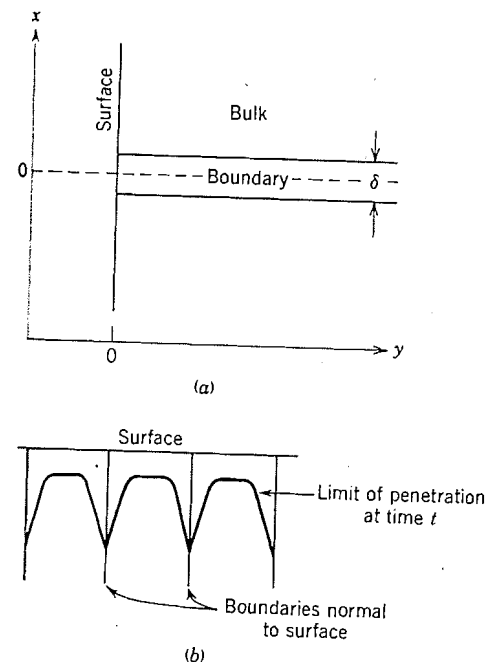 x
Surface
Bulk
0
Boundary
δ
0
y
(a)
Surface
Limit of penetration
at time t
Boundaries normal
to surface
(b)